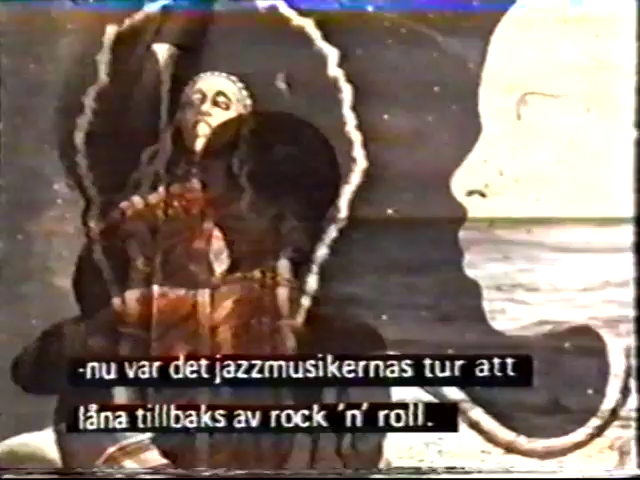 -nu var det jazzmusikernas tur att
låna tillbaks av rock 'n' roll.